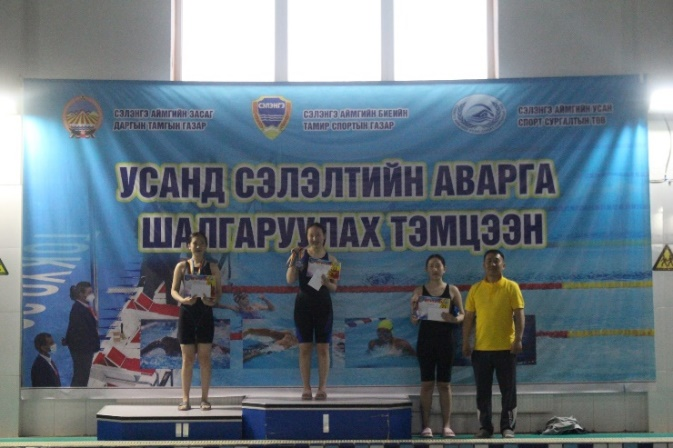 СЭЛЭНГЭ АЙМГИЙН ЗАСАГ
ДАРГЫН ТАМГЫН ГАЗАР
СЭЛЭНГЭ
СЭЛЭНГЭ АЙМГИЙН БИЕИЙН
ТАМИР СПОРТЫН ГАЗАР
СЭЛЭНГЭ АЙМГИЙН УСАН
СПОРТ СУРГАЛТЫН ТӨВ
УСАНД СЭЛЭЛТИЙН АВАРГА
ШАЛГАРУУЛАХ ТЭМЦЭЭН